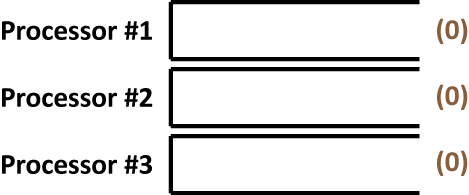 Processor #1 (0)
Processor #2 (0)
Processor #3 (0)